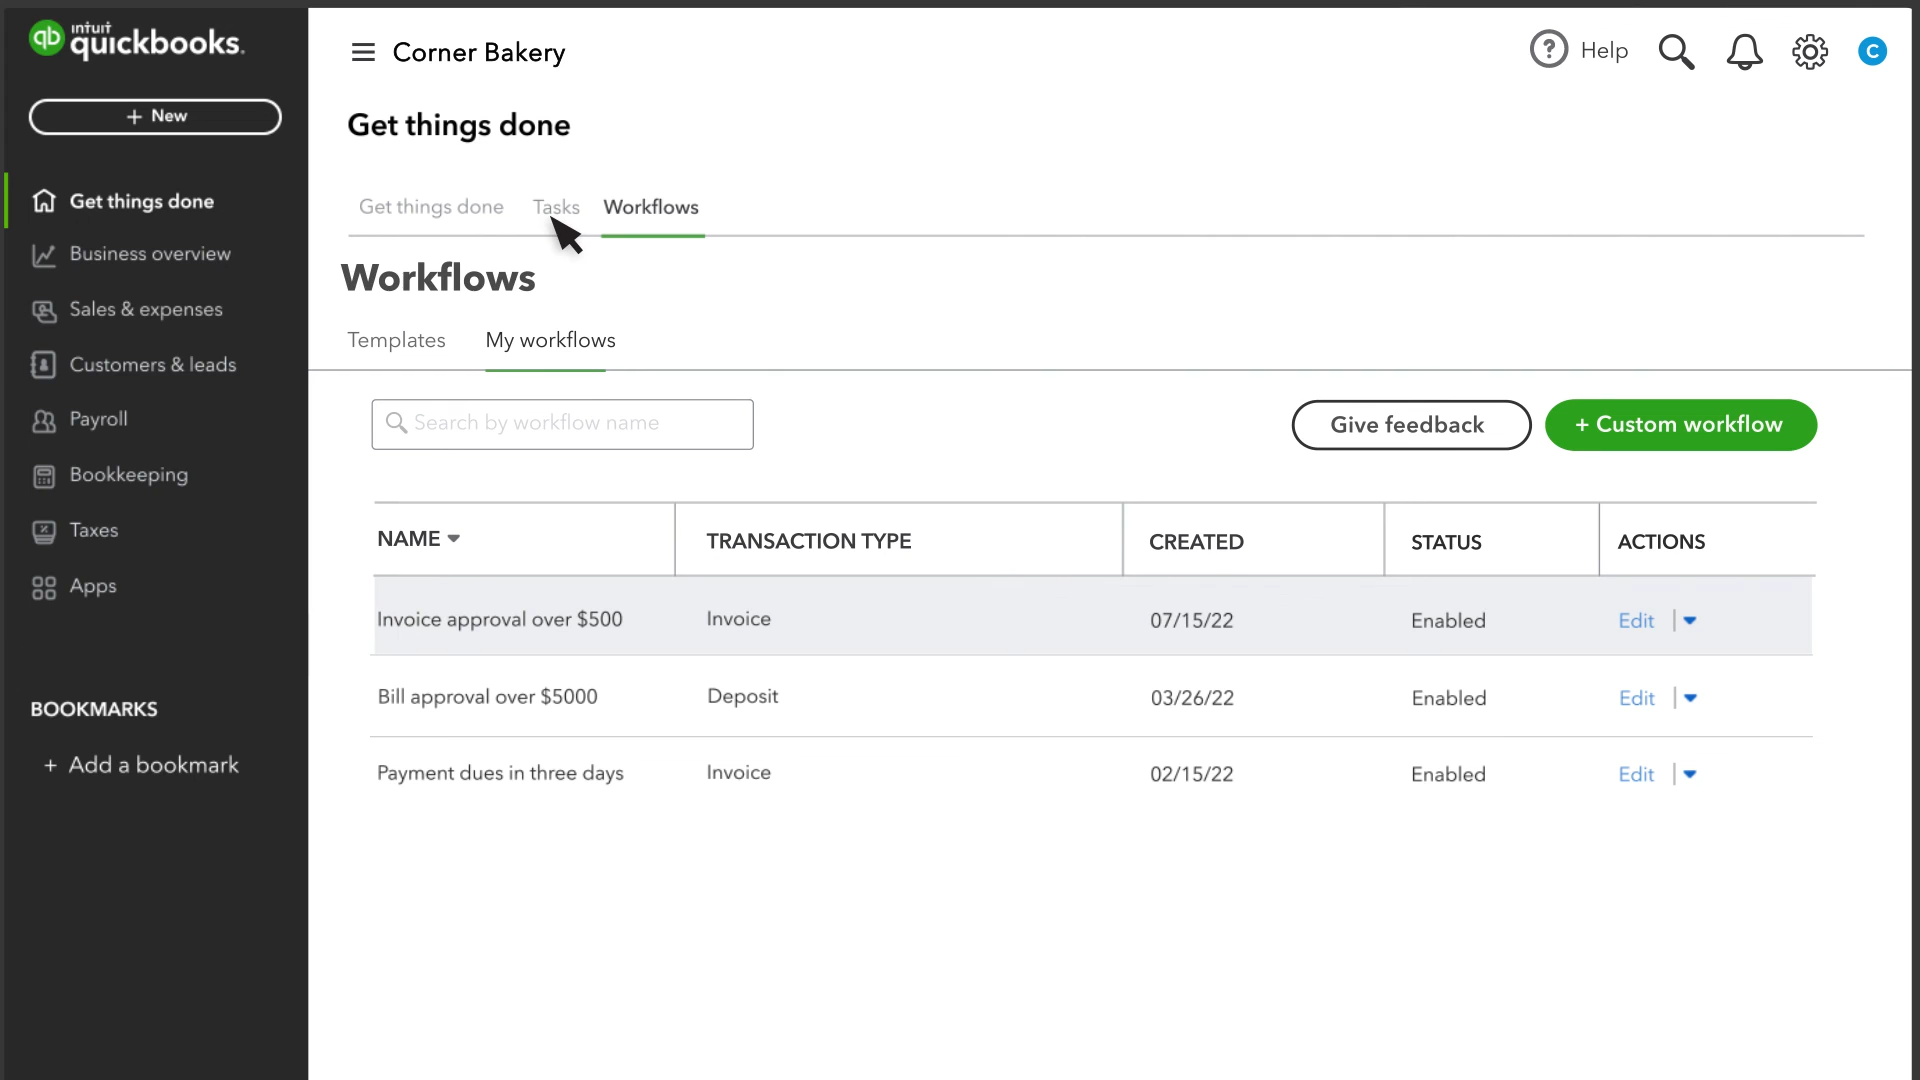 intuit
quickbooks.
+ New
Get things done
Business overview
Sales & expenses
Customers & leads
Payroll
Bookkeeping
Taxes
Apps
BOOKMARKS
+ Add a bookmark
Corner Bakery
? Help
C
Get things done
Get things done Tasks Workflows
Workflows
Templates My workflows
Search by workflow name
Give feedback
+ Custom workflow
NAME TRANSACTION TYPE CREATED STATUS ACTIONS
Invoice approval over $500 Invoice 07/15/22 Enabled Edit
Bill approval over $5000 Deposit 03/26/22 Enabled Edit
Payment dues in three days Invoice 02/15/22 Enabled Edit